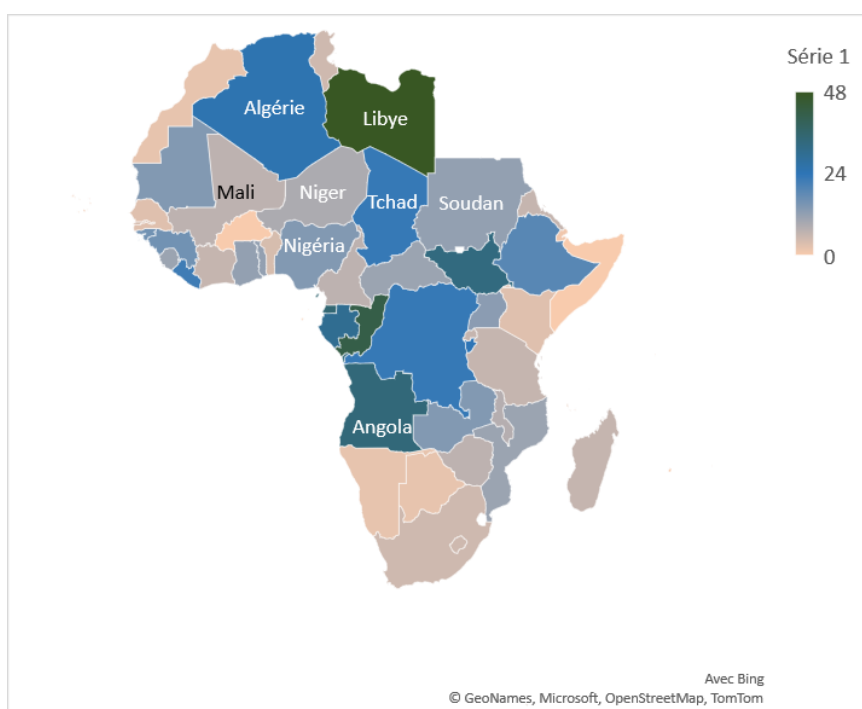 Série 1
48
24
0
Algérie
Libye
Mali
Niger
Tchad
Soudan
Nigéria
Angola
Avec Bing
© GeoNames, Microsoft, OpenStreetMap, TomTom